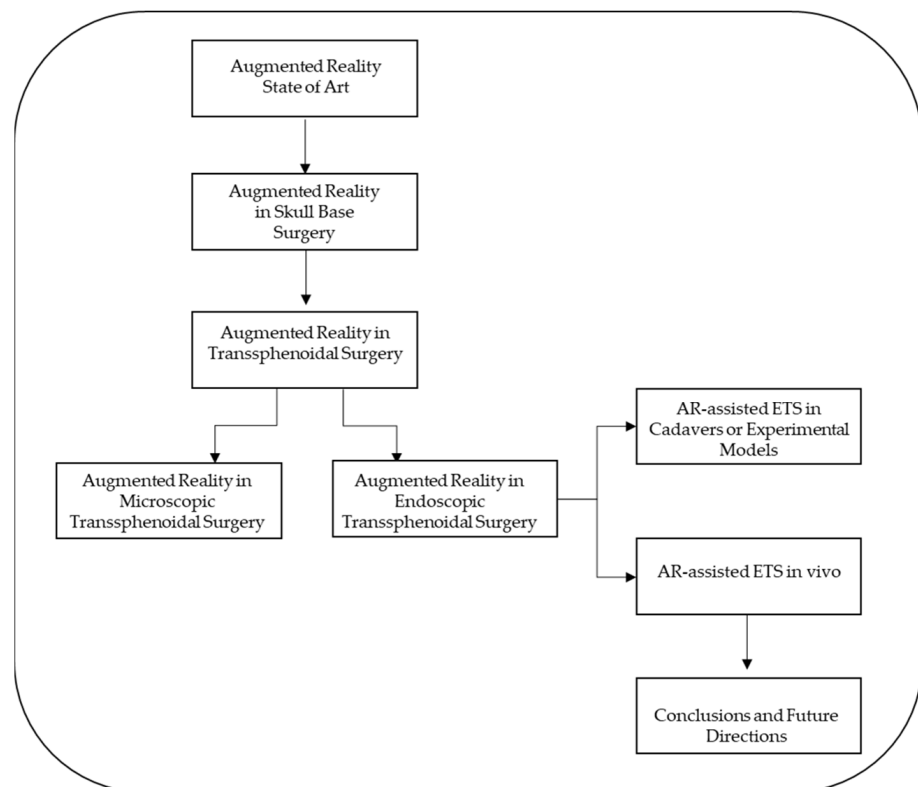 Augmented Reality
State of Art
Augmented Reality
in Skull Base
Surgery
Augmented Reality in
Transsphenoidal Surgery
Augmented Reality in
Microscopic
Transsphenoidal Surgery
Augmented Reality in
Endoscopic
Transsphenoidal Surgery
AR-assisted ETS in
Cadavers or Experimental
Models
AR-assisted ETS in vivo
Conclusions and Future
Directions